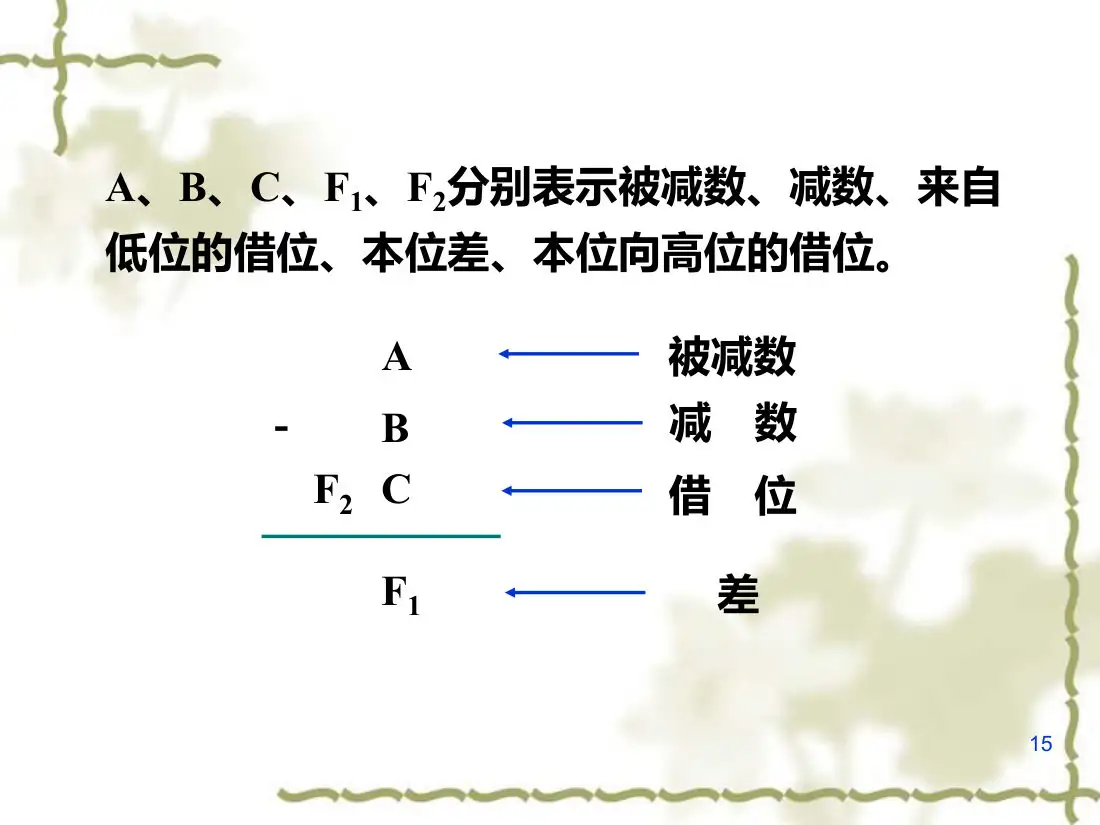 A、B、C、F₁、F₂分别表示被减数、减数、来自
低位的借位、本位差、本位向高位的借位。
A 被减数
- B 减 数
F₂ C 借 位
F₁ 差
15